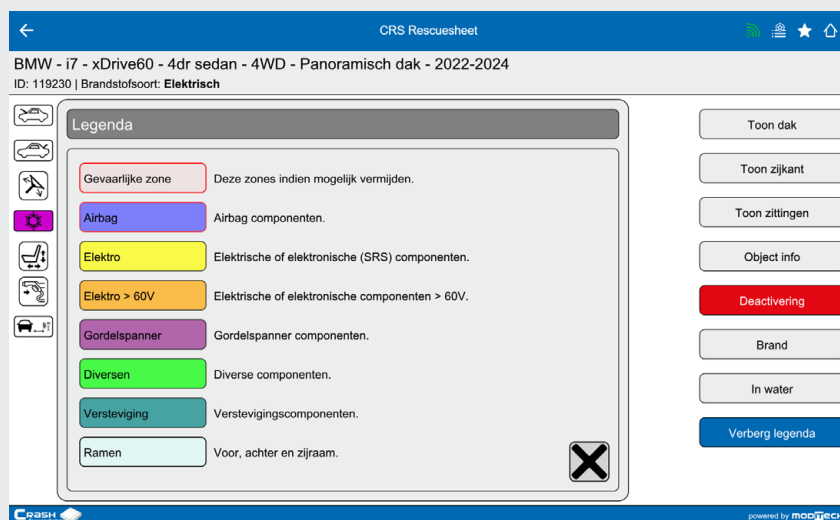 CRS Rescuesheet
BMW - i7 - xDrive60 - 4dr sedan - 4WD - Panoramisch dak - 2022-2024
ID: 119230 | Brandstofsoort: Elektrisch
Legenda
Gevaarlijke zone Deze zones indien mogelijk vermijden.
Airbag Airbag componenten.
Elektro Elektrische of elektronische (SRS) componenten.
Elektro > 60V Elektrische of elektronische componenten > 60V.
Gordelspanner Gordelspanner componenten.
Diversen Diverse componenten.
Versteviging Verstevigingscomponenten.
Ramen Voor, achter en zijraam.
Toon dak
Toon zijkant
Toon zittingen
Object info
Deactivering
Brand
In water
Verberg legenda
CRASH
powered by MODITECH